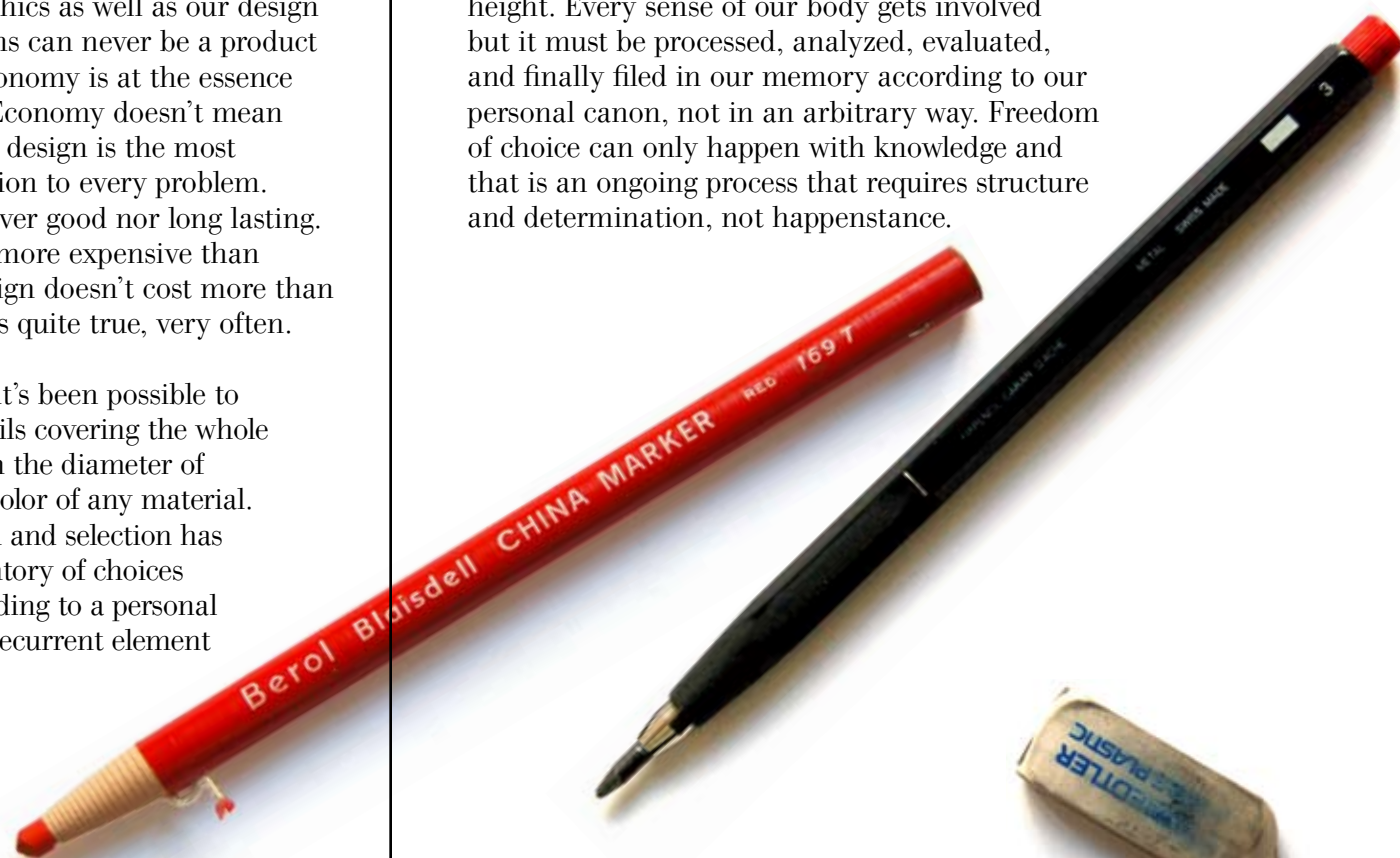 hics as well as our design
ns can never be a product
onomy is at the essence
Economy doesn't mean
design is the most
ion to every problem.
ver good nor long lasting.
more expensive than
ign doesn't cost more than
s quite true, very often.
it's been possible to
ils covering the whole
n the diameter of
olor of any material.
and selection has
ntory of choices
ding to a personal
ecurrent element
height. Every sense of our body gets involved
but it must be processed, analyzed, evaluated,
and finally filed in our memory according to our
personal canon, not in an arbitrary way. Freedom
of choice can only happen with knowledge and
that is an ongoing process that requires structure
and determination, not happenstance.
Berol Blaisdell CHINA MARKER RED 1697
METAL SWISS MADE
3
EDTLER
PLASTIC